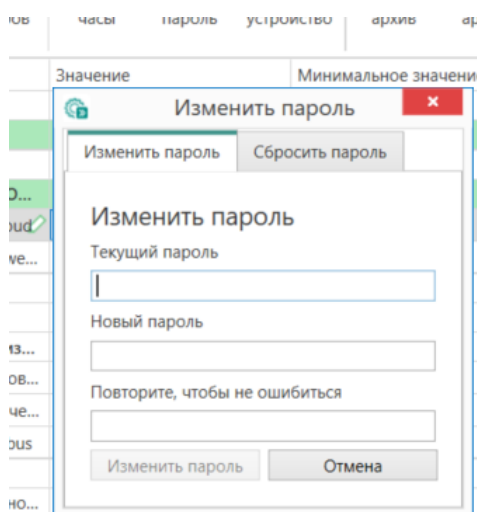 часы пароль устройство архив
Значение Минимальное
Изменить пароль
Изменить пароль Сбросить пароль
Изменить пароль
Текущий пароль
Новый пароль
Повторите, чтобы не ошибиться
Изменить пароль Отмена